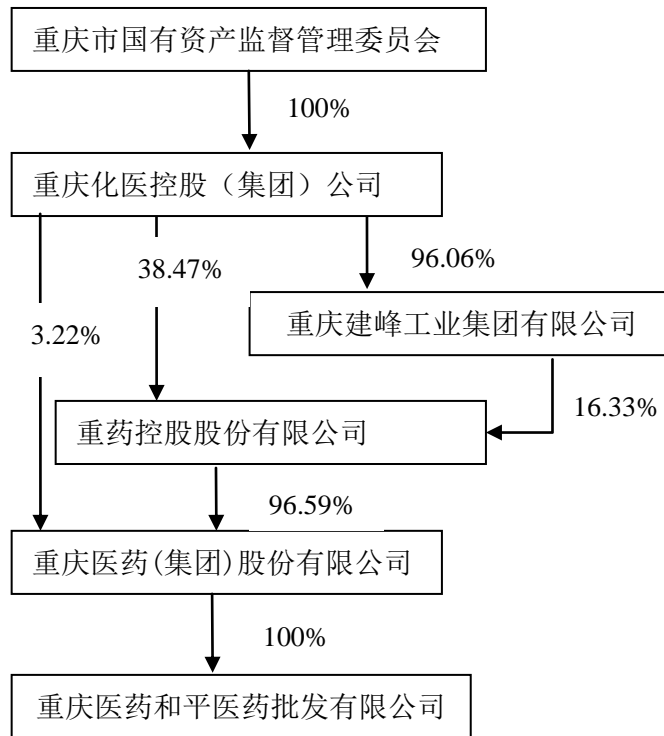 重庆市国有资产监督管理委员会
100%
重庆化医控股（集团）公司
38.47%
96.06%
3.22%
重庆建峰工业集团有限公司
16.33%
重药控股股份有限公司
96.59%
重庆医药(集团)股份有限公司
100%
重庆医药和平医药批发有限公司